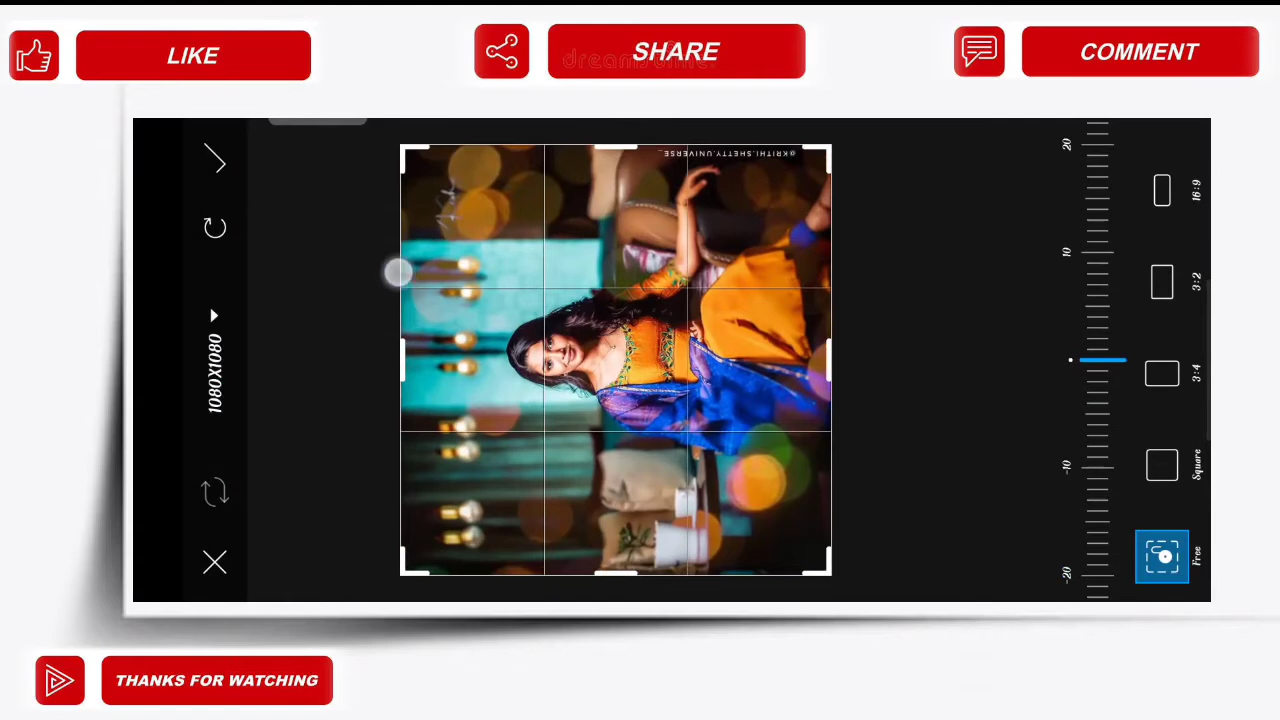 LIKE
SHARE
COMMENT
@KRITHI.SHETTY.UNIVERSE_
1080X1080
20
10
-10
-20
16:9
3:2
3:4
Square
Free
THANKS FOR WATCHING